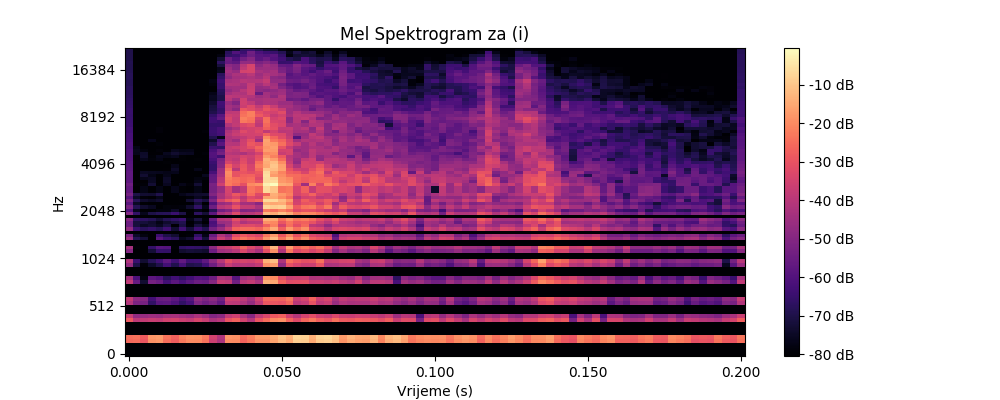 Mel Spektrogram za (i)
16384
8192
4096
2048
1024
512
0
Hz
0.000 0.050 0.100 0.150 0.200
Vrijeme (s)
-10 dB
-20 dB
-30 dB
-40 dB
-50 dB
-60 dB
-70 dB
-80 dB